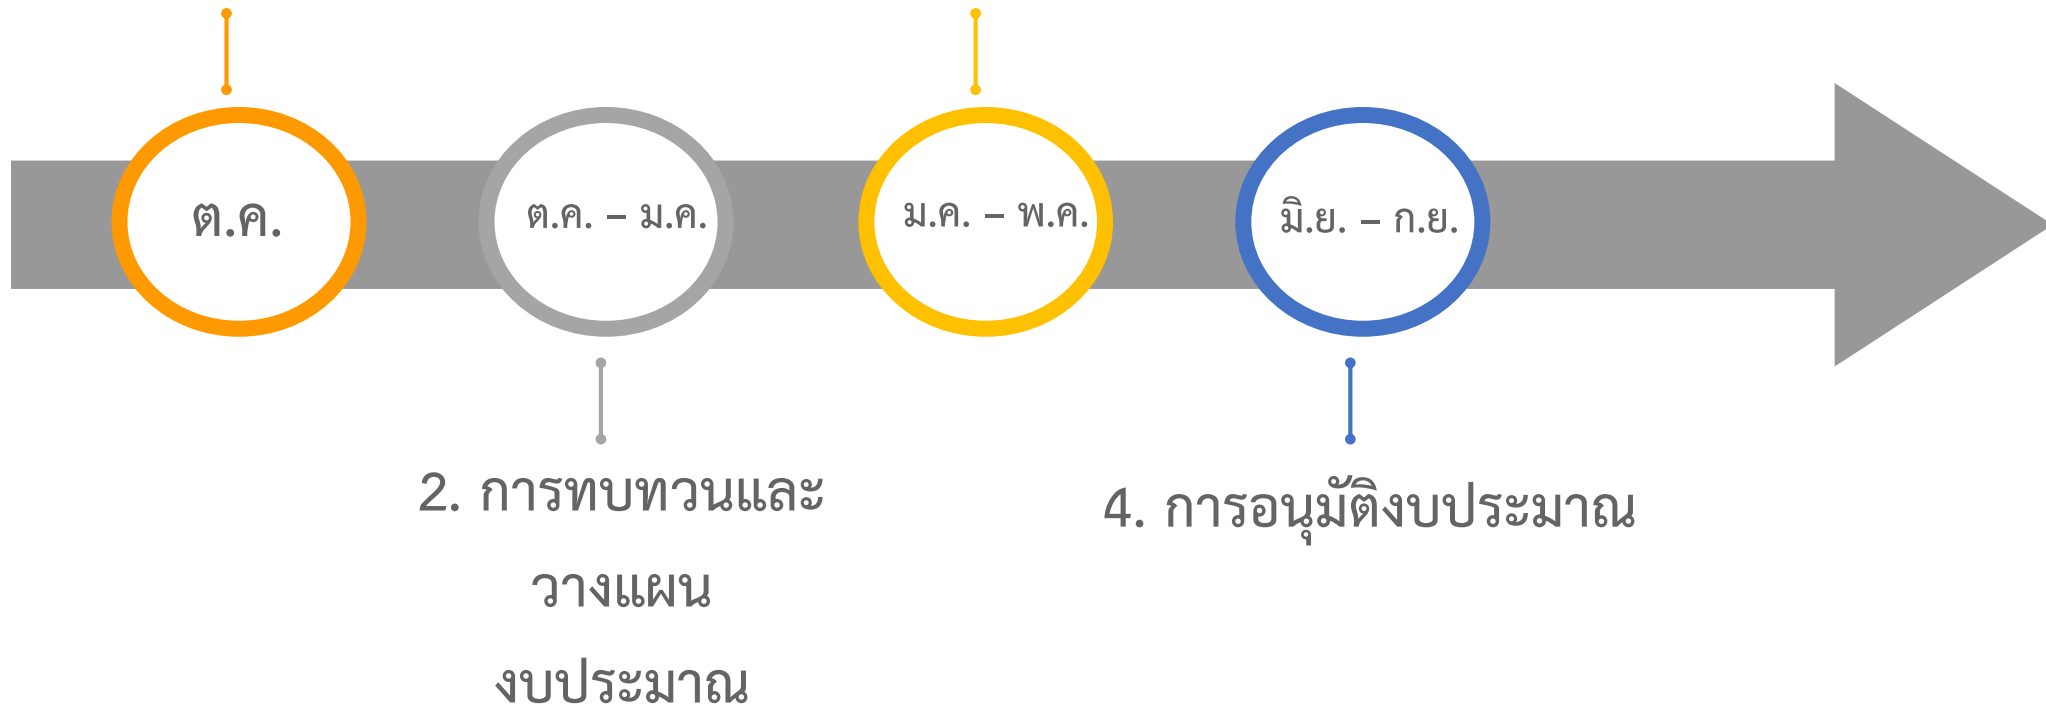 ต.ค.
ต.ค. – ม.ค.
ม.ค. – พ.ค.
มิ.ย. – ก.ย.
2. การทบทวนและ
วางแผน
งบประมาณ
4. การอนุมัติงบประมาณ